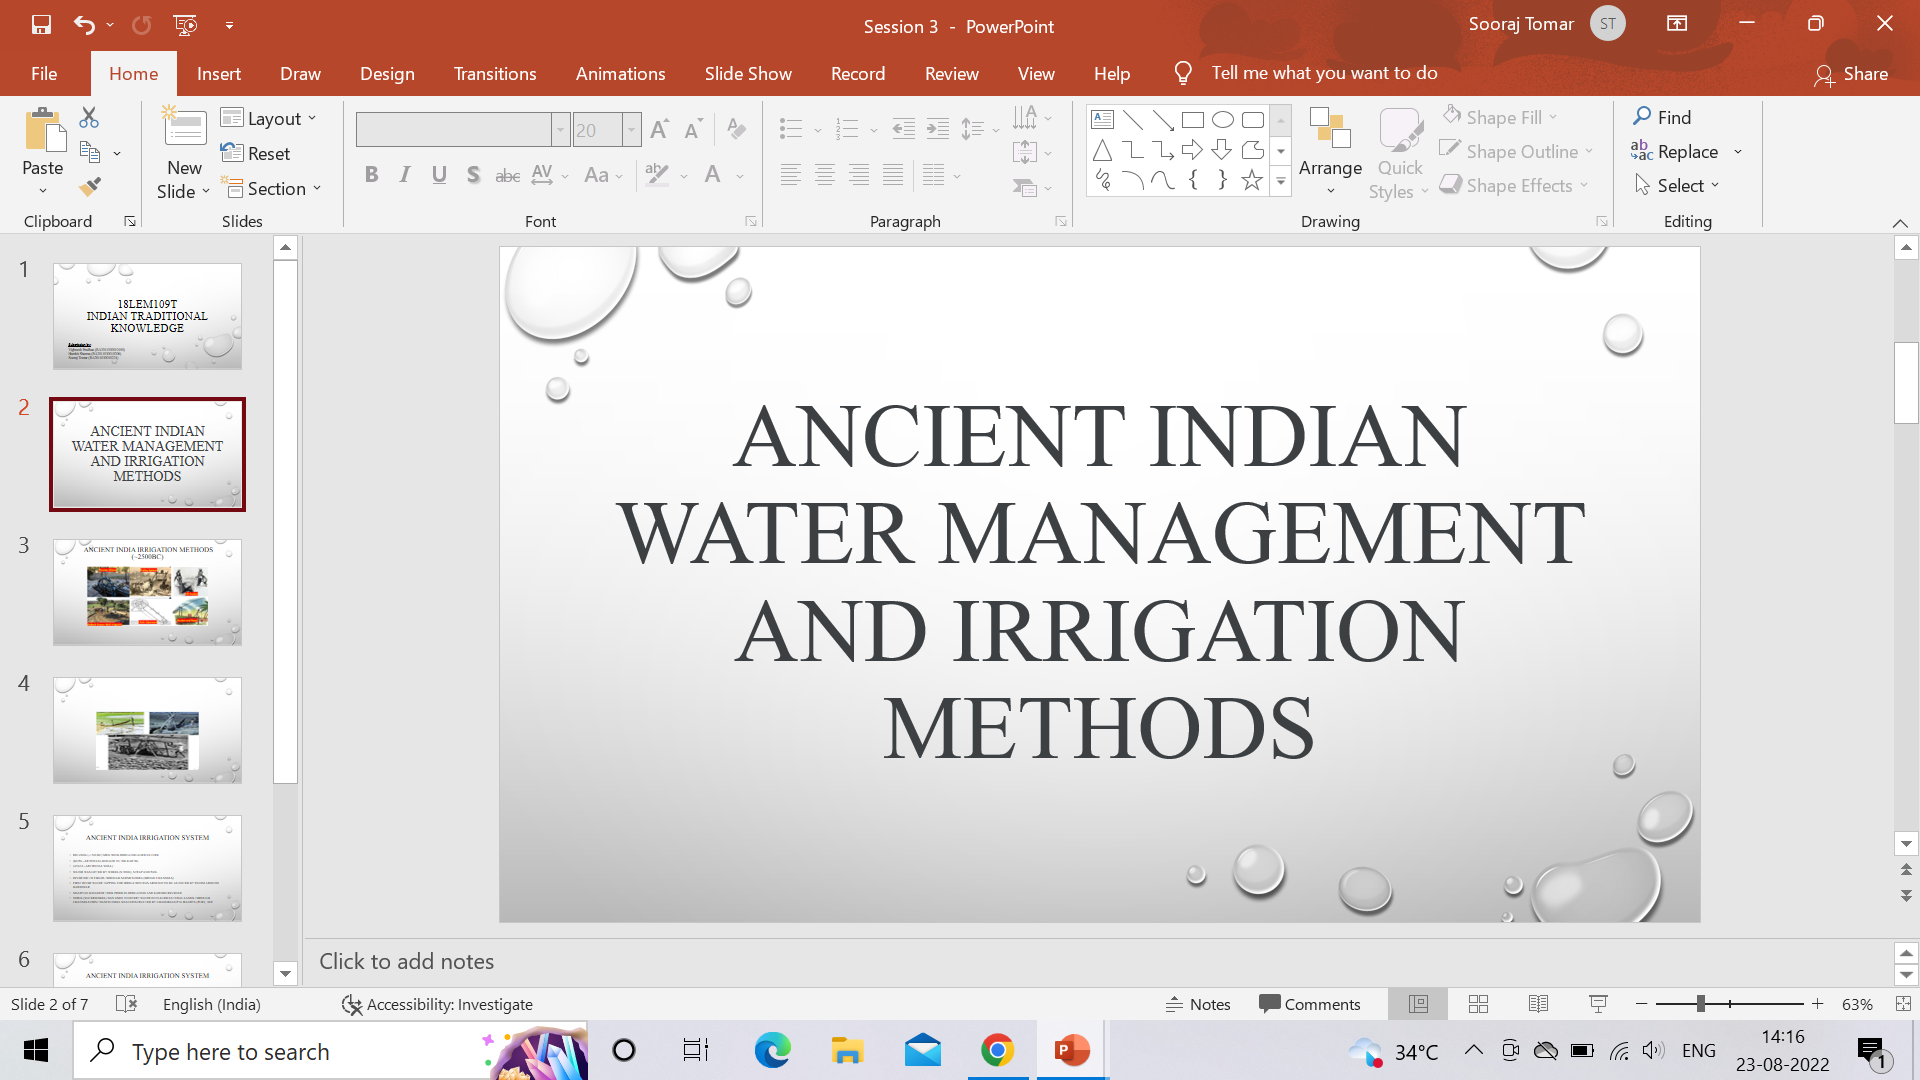 Session 3 - PowerPoint
Sooraj Tomar
ST
File
Home
Insert
Draw
Design
Transitions
Animations
Slide Show
Record
Review
View
Help
Tell me what you want to do
Share
Paste
Clipboard
New
Slide
Layout
Reset
Section
Slides
20
Font
Paragraph
Arrange
Quick
Styles
Shape Fill
Shape Outline
Shape Effects
Drawing
Find
Replace
Select
Editing
1
18LEM109T
INDIAN TRADITIONAL
KNOWLEDGE
2
ANCIENT INDIAN
WATER MANAGEMENT
AND IRRIGATION
METHODS
3
ANCIENT INDIA IRRIGATION METHODS
(~2500BC)
4
5
ANCIENT INDIA IRRIGATION SYSTEM
6
ANCIENT INDIA IRRIGATION SYSTEM
ANCIENT INDIAN
WATER MANAGEMENT
AND IRRIGATION
METHODS
Click to add notes
Slide 2 of 7
English (India)
Accessibility: Investigate
Notes
Comments
63%
Type here to search
34°C
ENG
14:16
23-08-2022
1